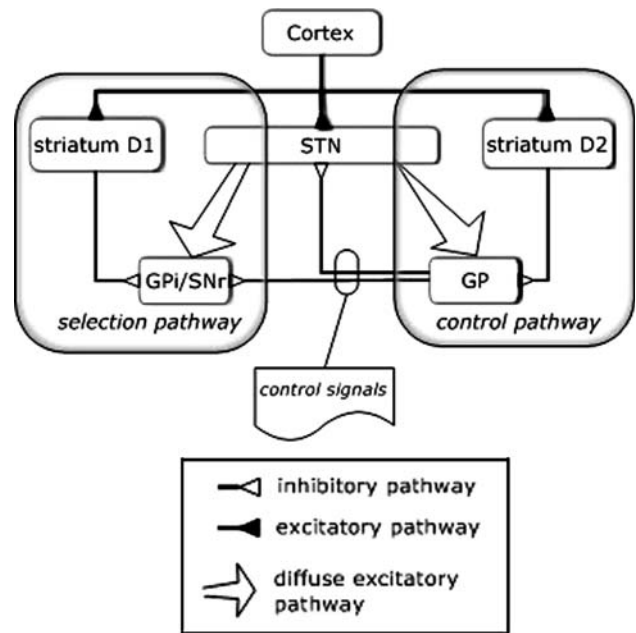 Cortex
striatum D1
STN
striatum D2
GPi/SNr
GP
selection pathway
control pathway
control signals
inhibitory pathway
excitatory pathway
diffuse excitatory
pathway